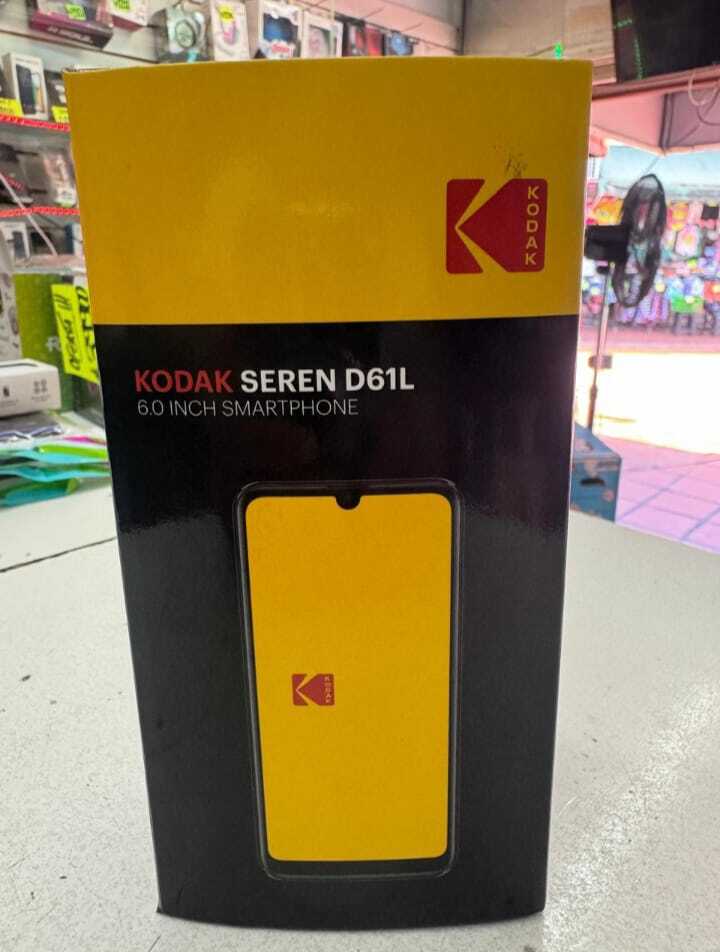 KODAK
KODAK SEREN D61L
6.0 INCH SMARTPHONE
KODAK